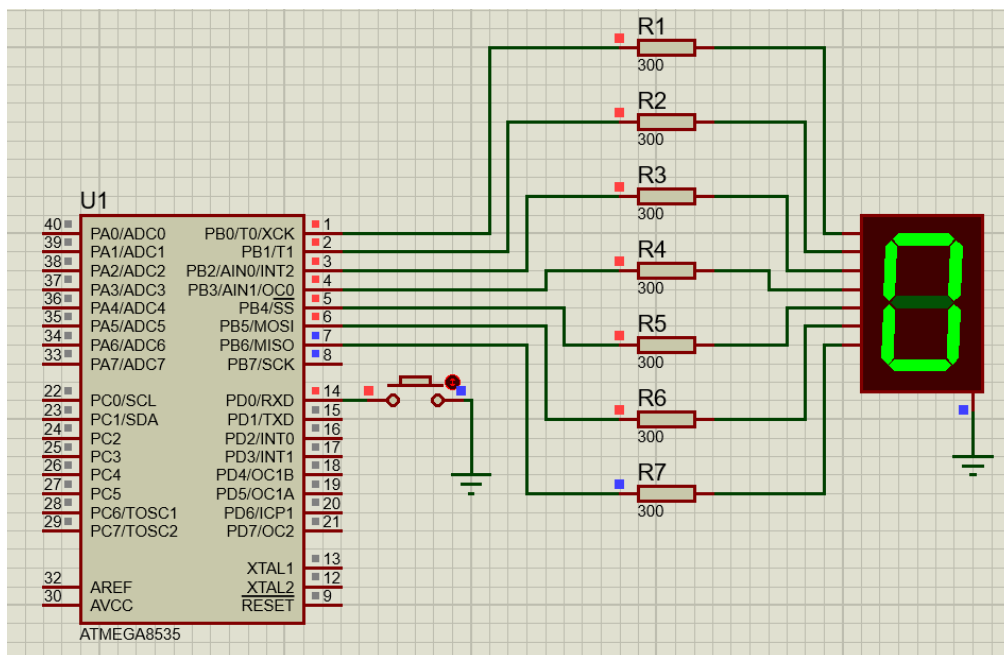 R1
300
R2
300
R3
300
R4
300
R5
300
R6
300
R7
300
U1
40 PA0/ADC0 PB0/T0/XCK 1
39 PA1/ADC1 PB1/T1 2
38 PA2/ADC2 PB2/AIN0/INT2 3
37 PA3/ADC3 PB3/AIN1/OC0 4
36 PA4/ADC4 PB4/SS 5
35 PA5/ADC5 PB5/MOSI 6
34 PA6/ADC6 PB6/MISO 7
33 PA7/ADC7 PB7/SCK 8
22 PC0/SCL PD0/RXD 14
23 PC1/SDA PD1/TXD 15
24 PC2 PD2/INT0 16
25 PC3 PD3/INT1 17
26 PC4 PD4/OC1B 18
27 PC5 PD5/OC1A 19
28 PC6/TOSC1 PD6/ICP1 20
29 PC7/TOSC2 PD7/OC2 21
XTAL1 13
32 AREF XTAL2 12
30 AVCC RESET 9
ATMEGA8535
0